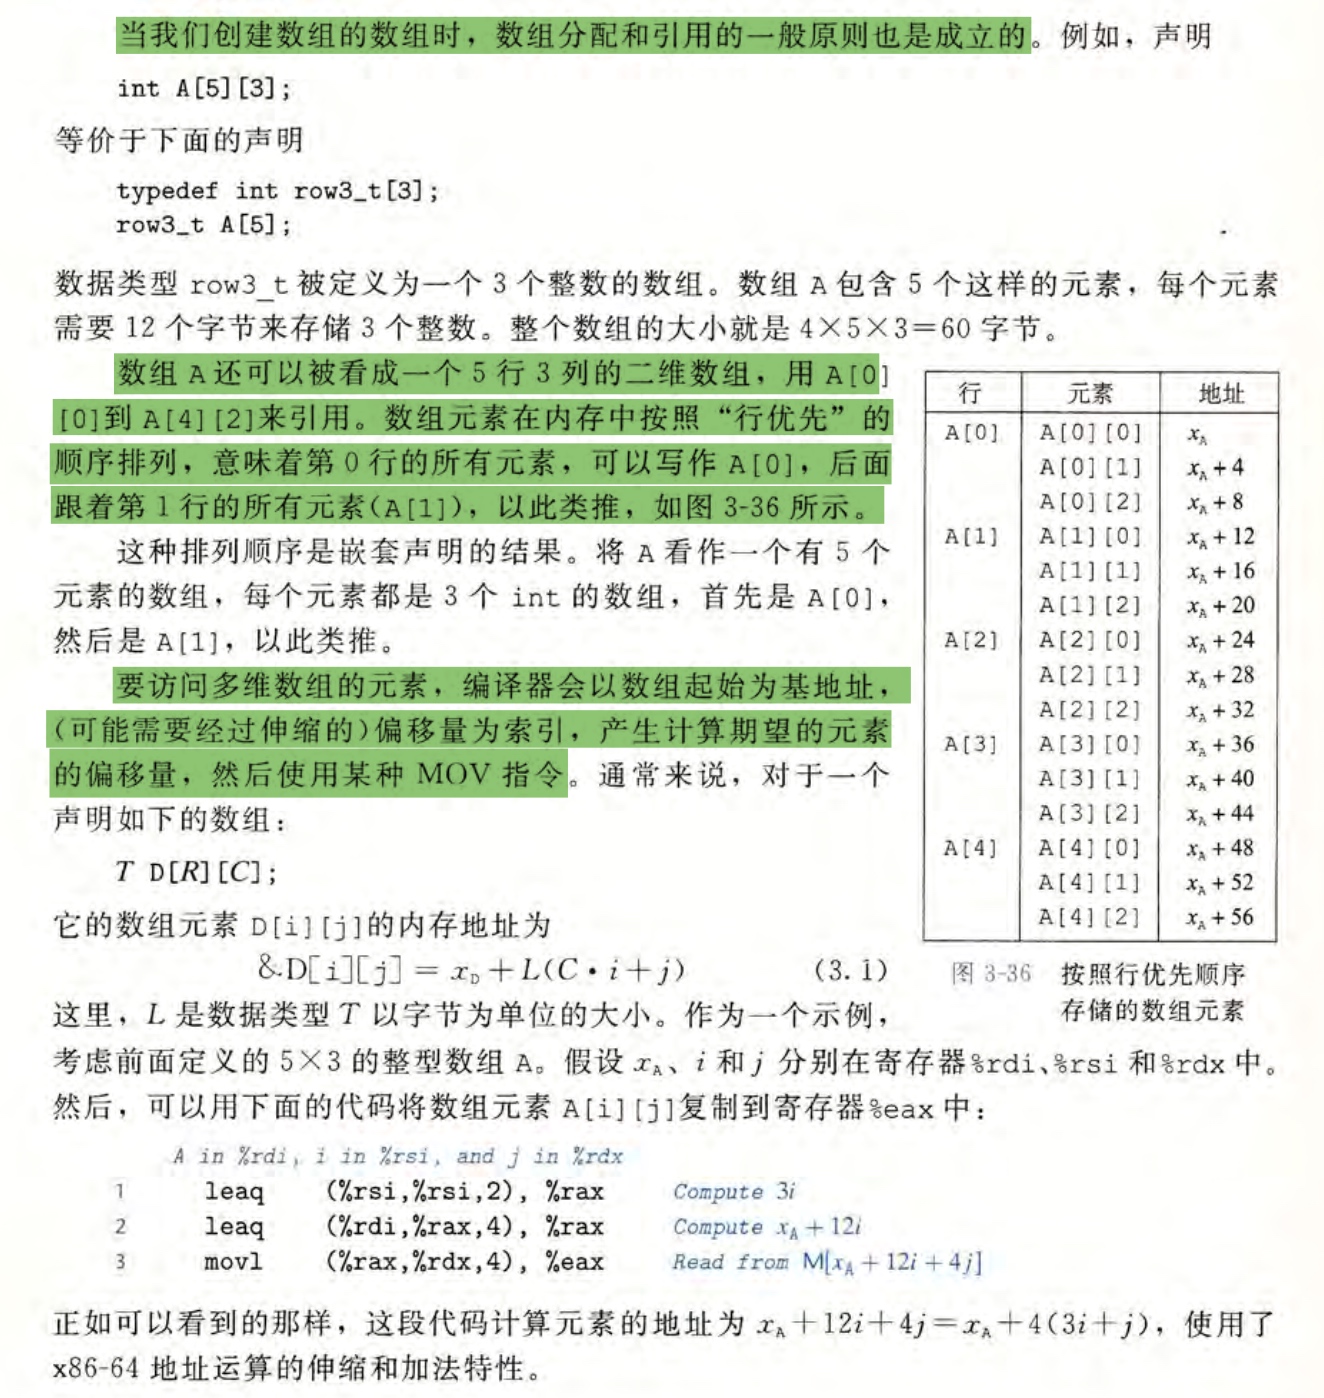 当我们创建数组的数组时，数组分配和引用的一般原则也是成立的。例如，声明
int A[5][3];
等价于下面的声明
typedef int row3_t[3];
row3_t A[5];
数据类型 row3_t 被定义为一个 3 个整数的数组。数组 A 包含 5 个这样的元素，每个元素
需要 12 个字节来存储 3 个整数。整个数组的大小就是 4×5×3=60 字节。
数组 A 还可以被看成一个 5 行 3 列的二维数组，用 A[0]
[0]到 A[4][2]来引用。数组元素在内存中按照“行优先”的
顺序排列，意味着第 0 行的所有元素，可以写作 A[0]，后面
跟着第 1 行的所有元素(A[1])，以此类推，如图 3-36 所示。
这种排列顺序是嵌套声明的结果。将 A 看作一个有 5 个
元素的数组，每个元素都是 3 个 int 的数组，首先是 A[0]，
然后是 A[1]，以此类推。
要访问多维数组的元素，编译器会以数组起始为基地址，
(可能需要经过伸缩的)偏移量为索引，产生计算期望的元素
的偏移量，然后使用某种 MOV 指令。通常来说，对于一个
声明如下的数组：
T D[R][C];
它的数组元素 D[i][j]的内存地址为
&D[i][j] = x_D + L(C · i + j) (3.1)
这里，L 是数据类型 T 以字节为单位的大小。作为一个示例，
行 元素 地址
A[0] A[0][0] x_A
A[0][1] x_A + 4
A[0][2] x_A + 8
A[1] A[1][0] x_A + 12
A[1][1] x_A + 16
A[1][2] x_A + 20
A[2] A[2][0] x_A + 24
A[2][1] x_A + 28
A[2][2] x_A + 32
A[3] A[3][0] x_A + 36
A[3][1] x_A + 40
A[3][2] x_A + 44
A[4] A[4][0] x_A + 48
A[4][1] x_A + 52
A[4][2] x_A + 56
图 3-36 按照行优先顺序
存储的数组元素
考虑前面定义的 5×3 的整型数组 A。假设 x_A、i 和 j 分别在寄存器%rdi、%rsi 和%rdx 中。
然后，可以用下面的代码将数组元素 A[i][j]复制到寄存器%eax 中：
A in %rdi, i in %rsi, and j in %rdx
1 leaq (%rsi,%rsi,2), %rax Compute 3i
2 leaq (%rdi,%rax,4), %rax Compute x_A + 12i
3 movl (%rax,%rdx,4), %eax Read from M[x_A + 12i + 4j]
正如可以看到的那样，这段代码计算元素的地址为 x_A+12i+4j=x_A+4(3i+j)，使用了
x86-64 地址运算的伸缩和加法特性。